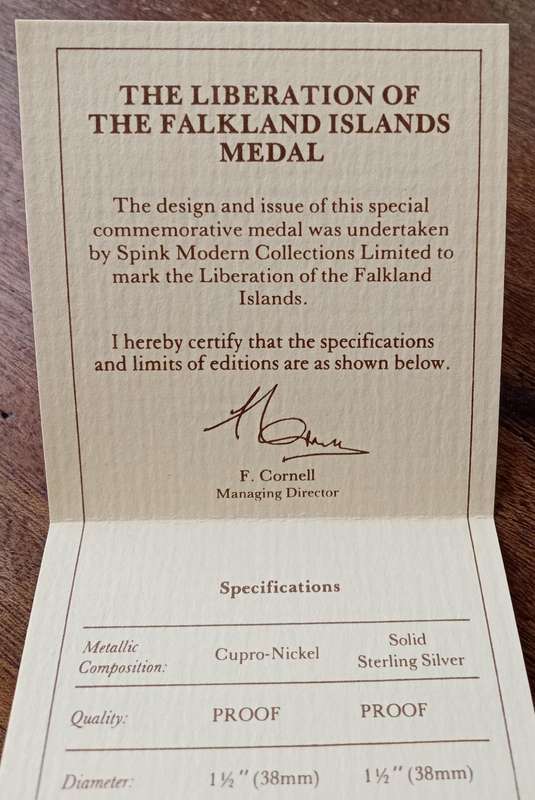 THE LIBERATION OF
THE FALKLAND ISLANDS
MEDAL
The design and issue of this special
commemorative medal was undertaken
by Spink Modern Collections Limited to
mark the Liberation of the Falkland
Islands.
I hereby certify that the specifications
and limits of editions are as shown below.
F. Cornell
Managing Director
Specifications
Metallic Composition: Cupro-Nickel Solid Sterling Silver
Quality: PROOF PROOF
Diameter: 1½" (38mm) 1½" (38mm)